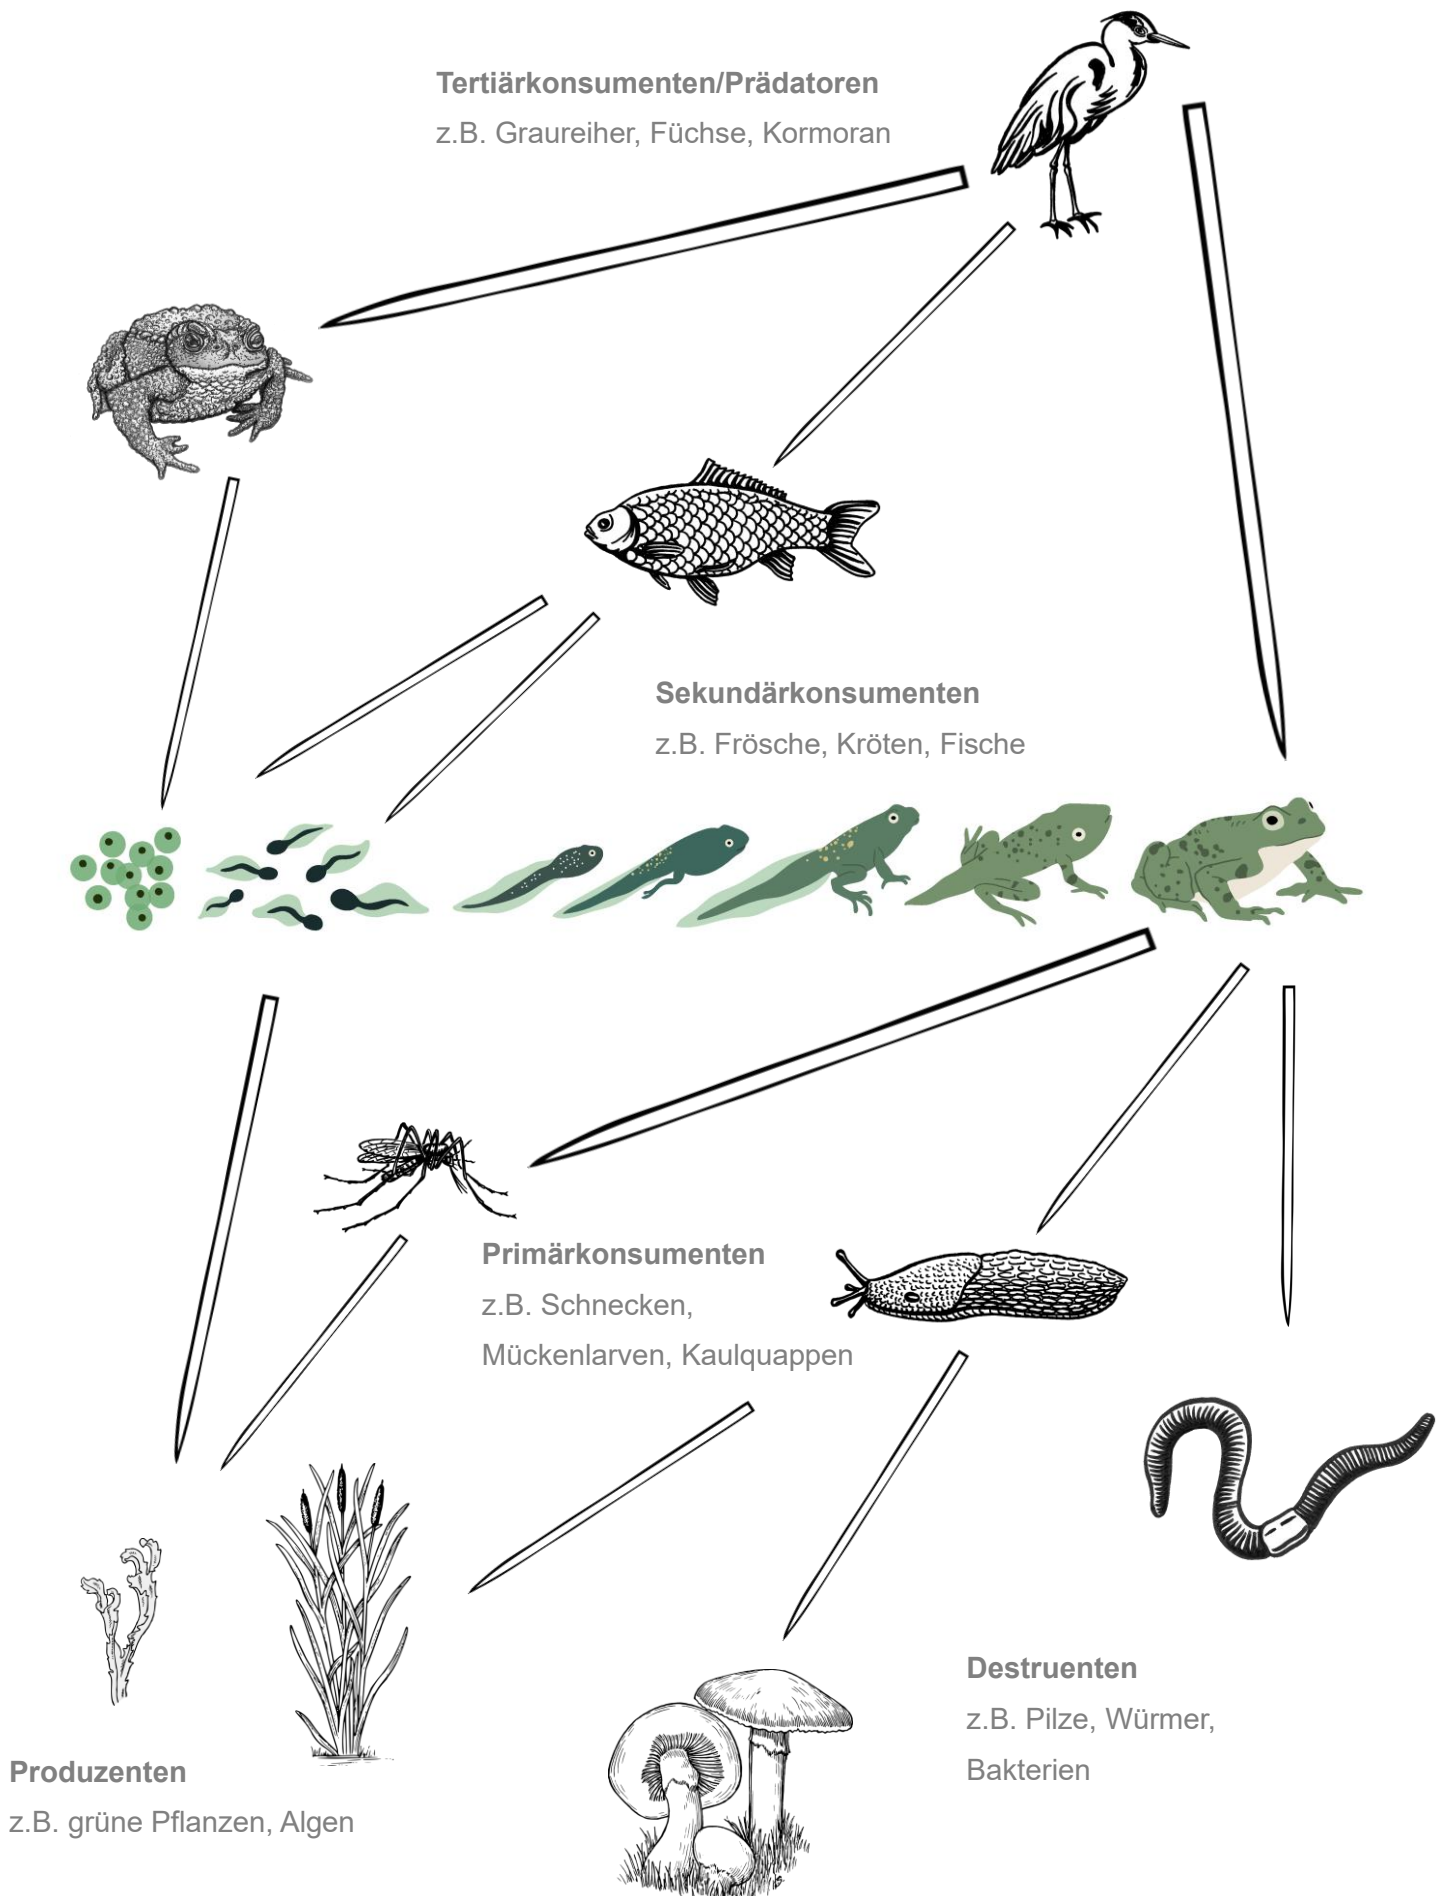 Tertiärkonsumenten/Prädatoren
z.B. Graureiher, Füchse, Kormoran
Sekundärkonsumenten
z.B. Frösche, Kröten, Fische
Primärkonsumenten
z.B. Schnecken,
Mückenlarven, Kaulquappen
Destruenten
z.B. Pilze, Würmer,
Bakterien
Produzenten
z.B. grüne Pflanzen, Algen